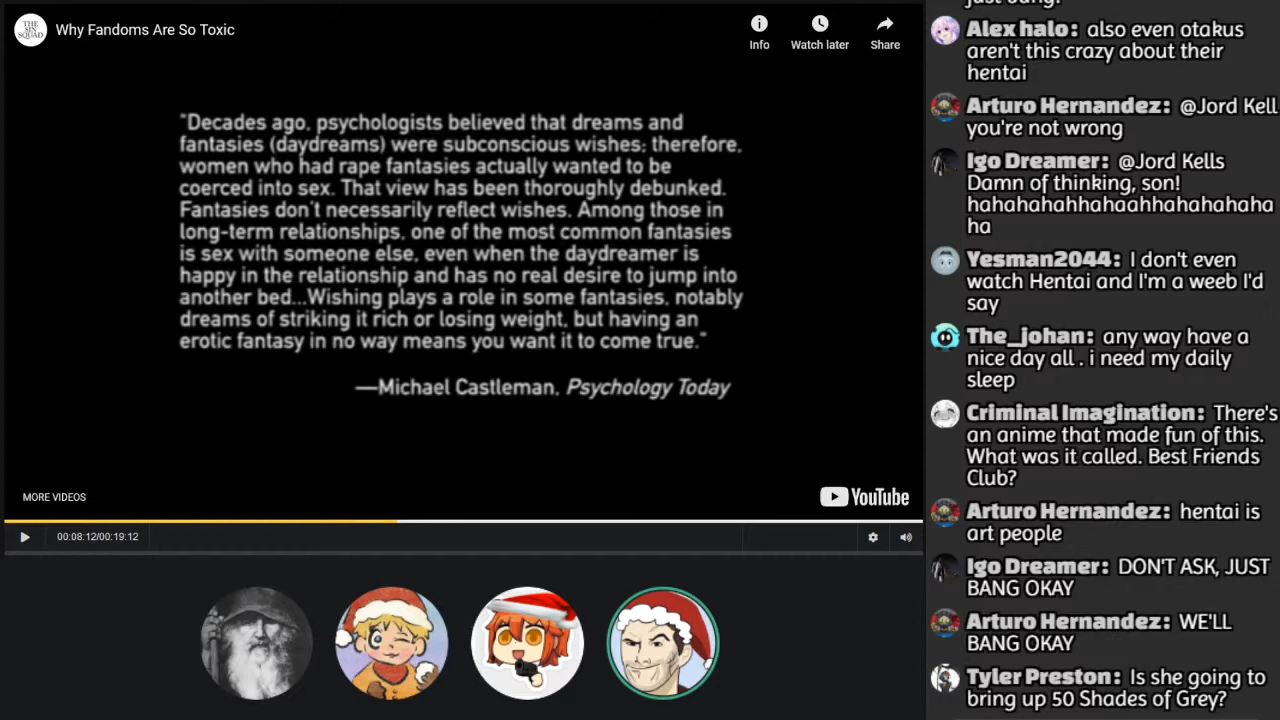 THE
SIN
SQUAD
Why Fandoms Are So Toxic
Info
Watch later
Share
"Decades ago, psychologists believed that dreams and
fantasies (daydreams) were subconscious wishes; therefore,
women who had rape fantasies actually wanted to be
coerced into sex. That view has been thoroughly debunked.
Fantasies don't necessarily reflect wishes. Among those in
long-term relationships, one of the most common fantasies
is sex with someone else, even when the daydreamer is
happy in the relationship and has no real desire to jump into
another bed...Wishing plays a role in some fantasies, notably
dreams of striking it rich or losing weight, but having an
erotic fantasy in no way means you want it to come true."
—Michael Castleman, Psychology Today
MORE VIDEOS
YouTube
00:08:12/00:19:12
Alex halo: also even otakus
aren't this crazy about their
hentai
Arturo Hernandez: @Jord Kell
you're not wrong
Igo Dreamer: @Jord Kells
Damn of thinking, son!
hahahahahhahaahhahahahaha
ha
Yesman2044: I don't even
watch Hentai and I'm a weeb I'd
say
The_johan: any way have a
nice day all . i need my daily
sleep
Criminal Imagination: There's
an anime that made fun of this.
What was it called. Best Friends
Club?
Arturo Hernandez: hentai is
art people
Igo Dreamer: DON'T ASK, JUST
BANG OKAY
Arturo Hernandez: WE'LL
BANG OKAY
Tyler Preston: Is she going to
bring up 50 Shades of Grey?